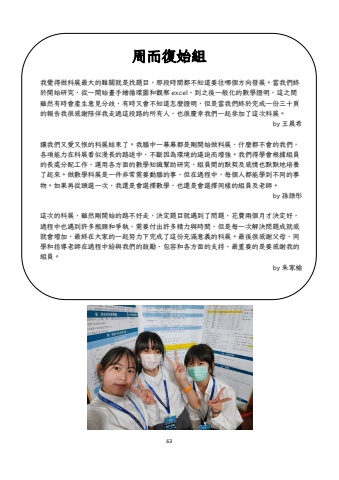 周而復始組
我覺得做科展最大的難關就是找題目，那段時間都不知道要往哪個方向發展。當我們終
於開始研究，從一開始畫手繪循環圖和觀察 excel，到之後一般化的數學證明，這之間
雖然有時會產生意見分歧，有時又會不知道怎麼證明，但是當我們終於完成一份三十頁
的報告我很感謝陪伴我走過這段路的所有人，也很慶幸我們一起參加了這次科展。
by 王晨希
讓我們又愛又恨的科展結束了。我腦中一幕幕都是剛開始做科展、什麼都不會的我們，
各項能力在科展看似漫長的路途中，不斷因為環境的逼迫而增強。我們得學會根據組員
的長處分配工作、運用各方面的數學知識幫助研究，組員間的默契及感情也默默地培養
了起來。做數學科展是一件非常需要動腦的事，但在過程中，每個人都能學到不同的事
物。如果再從頭選一次，我還是會選擇數學，也還是會選擇同樣的組員及老師。
by 孫語彤
這次的科展，雖然剛開始的路不好走，決定題目就遇到了問題，花費兩個月才決定好，
過程中也遇到許多瓶頸和爭執，需要付出許多精力與時間，但是每一次解決問題成就感
就會增加，最終在大家的一起努力下完成了這份充滿意義的科展。最後很感謝父母、同
學和指導老師在過程中給與我們的鼓勵、包容和各方面的支持，最重要的是要感謝我的
組員。
by 朱家榆
63